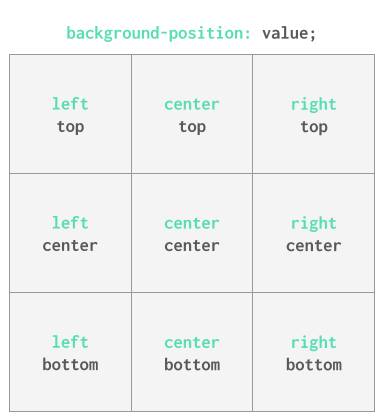 background-position: value;
left center right
top top top
left center right
center center center
left center right
bottom bottom bottom